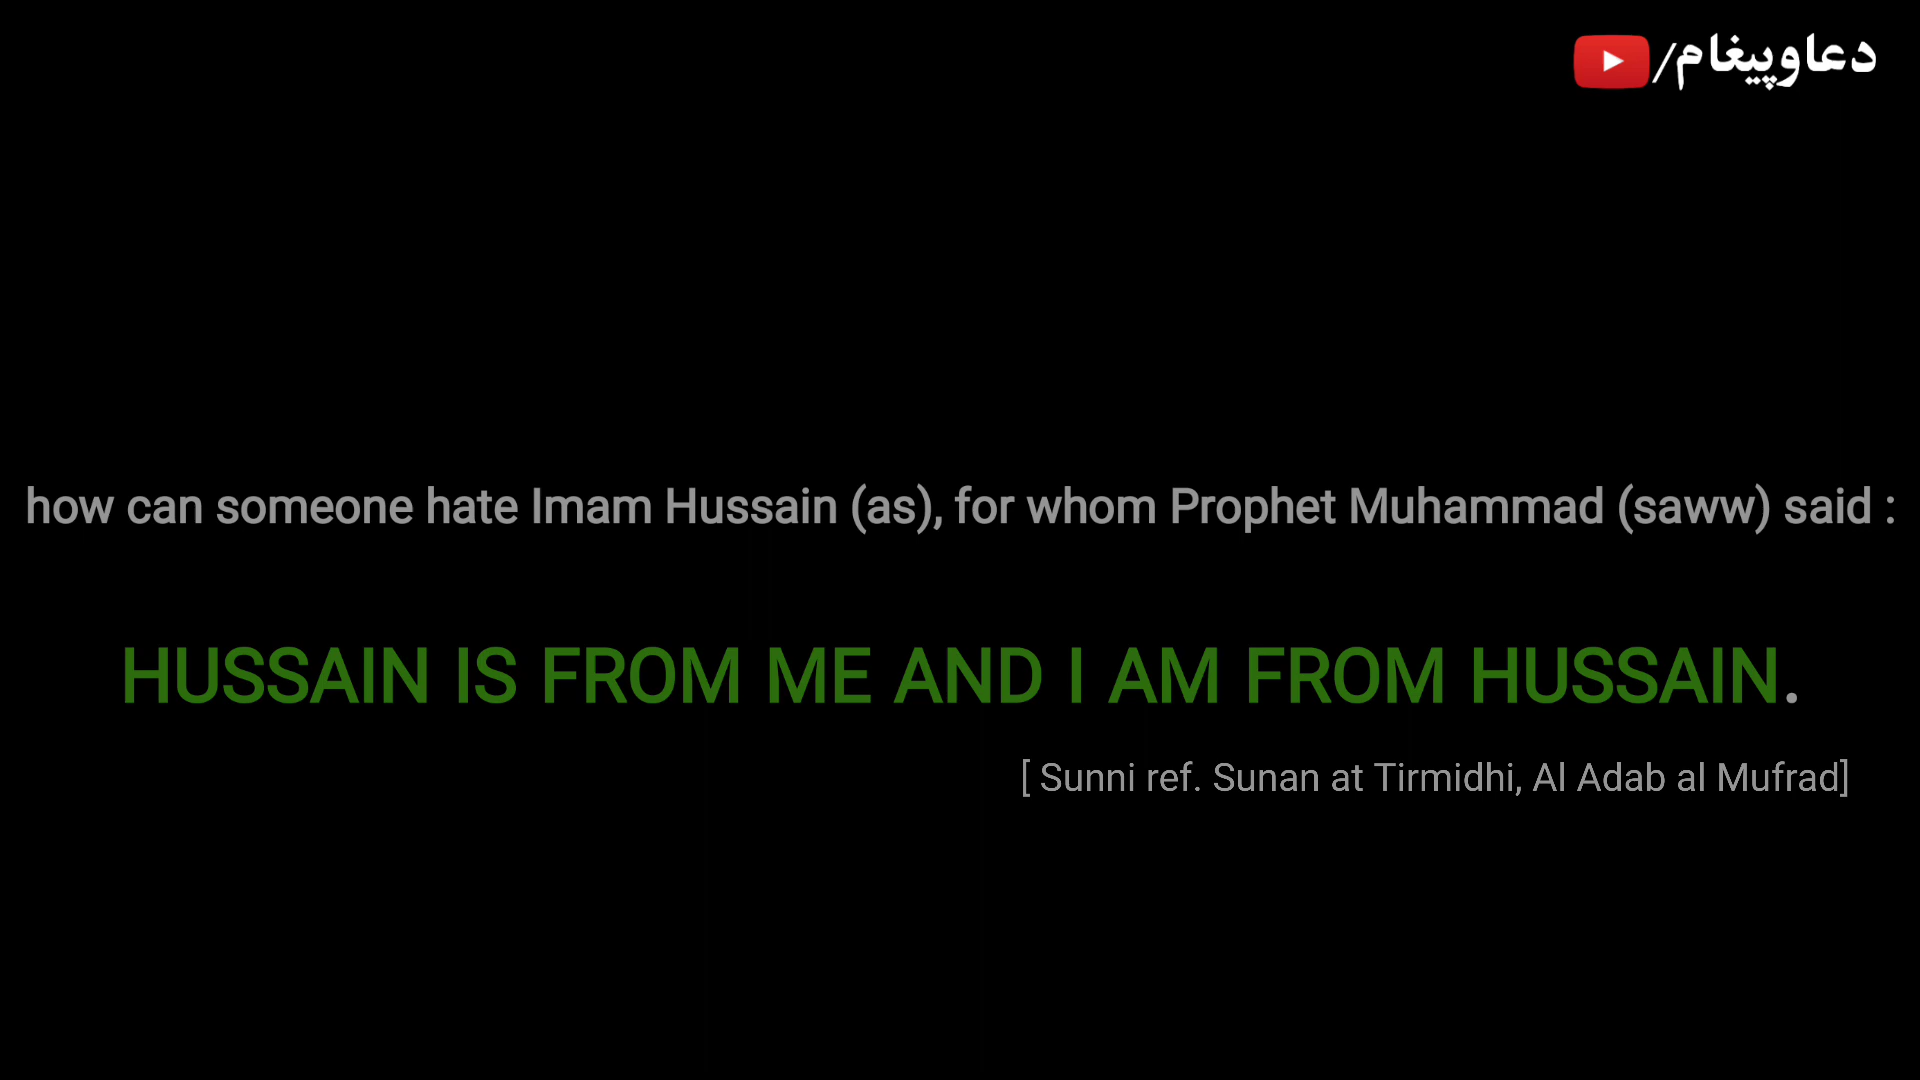 /دعاوپیغام
how can someone hate Imam Hussain (as), for whom Prophet Muhammad (saww) said :
HUSSAIN IS FROM ME AND I AM FROM HUSSAIN.
[ Sunni ref. Sunan at Tirmidhi, Al Adab al Mufrad]